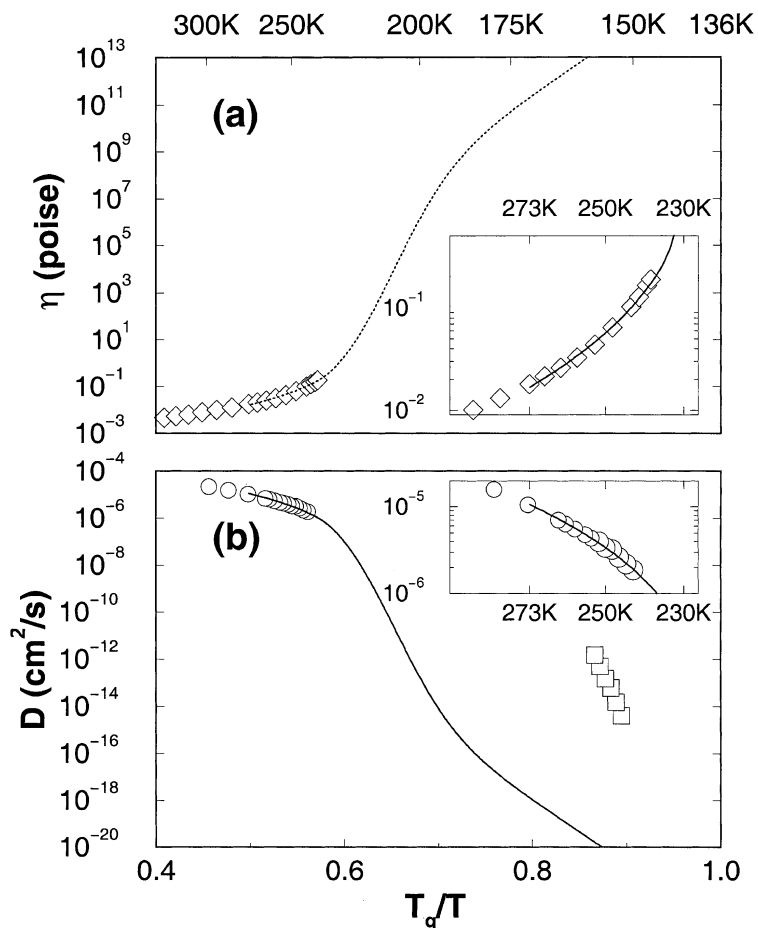 300K 250K 200K 175K 150K 136K
10^13
(a)
10^11
10^9
10^7
10^5
10^3
10^1
10^-1
10^-3
η (poise)
273K 250K 230K
10^-1
10^-2
10^-4
10^-6
(b)
10^-8
10^-10
10^-12
10^-14
10^-16
10^-18
10^-20
D (cm^2/s)
10^-5
10^-6
273K 250K 230K
0.4 0.6 0.8 1.0
T_g/T